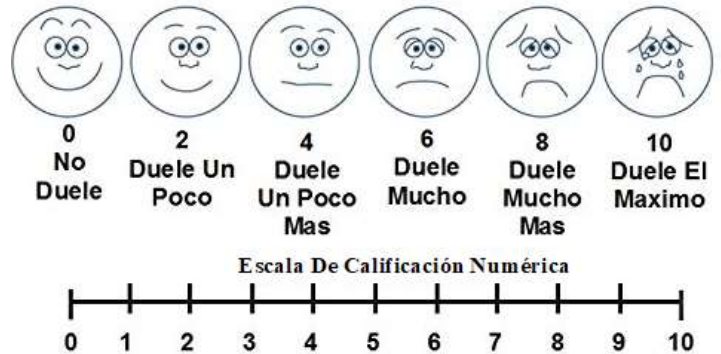 0
No
Duele
2
Duele Un
Poco
4
Duele
Un Poco
Mas
6
Duele
Mucho
8
Duele
Mucho
Mas
10
Duele El
Maximo
Escala De Calificación Numérica
0 1 2 3 4 5 6 7 8 9 10